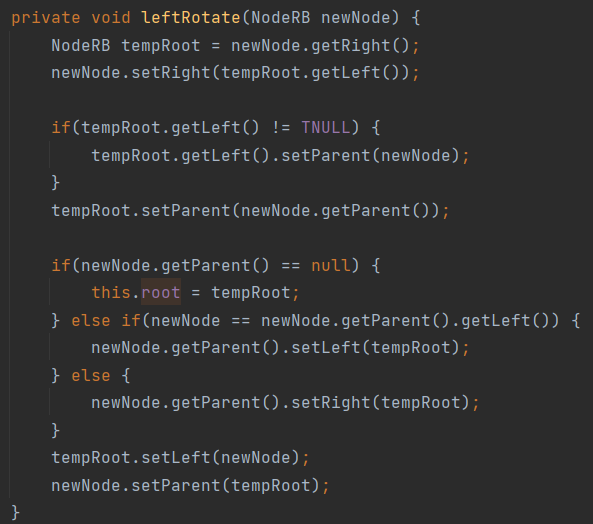 private void leftRotate(NodeRB newNode) {
    NodeRB tempRoot = newNode.getRight();
    newNode.setRight(tempRoot.getLeft());

    if(tempRoot.getLeft() != TNULL) {
        tempRoot.getLeft().setParent(newNode);
    }
    tempRoot.setParent(newNode.getParent());

    if(newNode.getParent() == null) {
        this.root = tempRoot;
    } else if(newNode == newNode.getParent().getLeft()) {
        newNode.getParent().setLeft(tempRoot);
    } else {
        newNode.getParent().setRight(tempRoot);
    }
    tempRoot.setLeft(newNode);
    newNode.setParent(tempRoot);
}